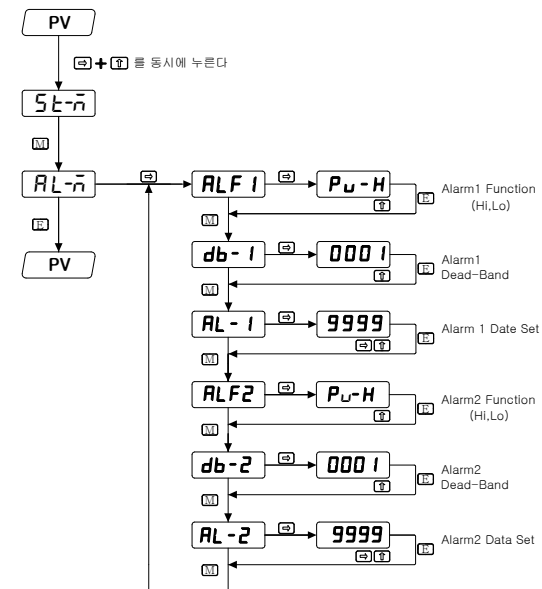 PV
⇨ + ⇧ 를 동시에 누른다
St-n̄
M
AL-n̄ ⇨ ALF1 ⇨ Pu-H E Alarm1 Function
(Hi,Lo)
⇧
M
E
PV
db-1 ⇨ 0001 E Alarm1
Dead-Band
⇧
M
AL-1 ⇨ 9999 E Alarm 1 Date Set
⇨ ⇧
M
ALF2 ⇨ Pu-H E Alarm2 Function
(Hi,Lo)
⇧
M
db-2 ⇨ 0001 E Alarm2
Dead-Band
⇧
M
AL-2 ⇨ 9999 E Alarm2 Data Set
⇨ ⇧
M